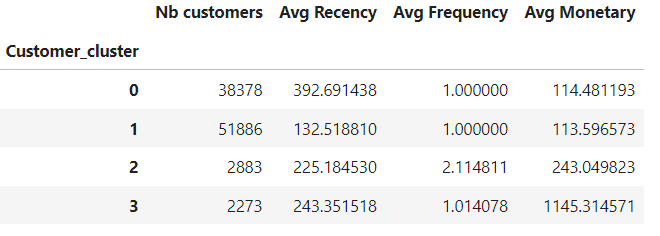 Nb customers Avg Recency Avg Frequency Avg Monetary
Customer_cluster
0 38378 392.691438 1.000000 114.481193
1 51886 132.518810 1.000000 113.596573
2 2883 225.184530 2.114811 243.049823
3 2273 243.351518 1.014078 1145.314571